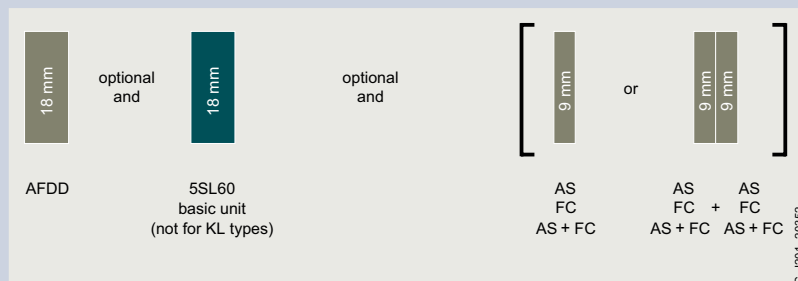 18 mm
optional
and
18 mm
optional
and
9 mm
or
9 mm
9 mm
AFDD
5SL60
basic unit
(not for KL types)
AS
FC
AS + FC
AS AS
FC + FC
AS + FC AS + FC